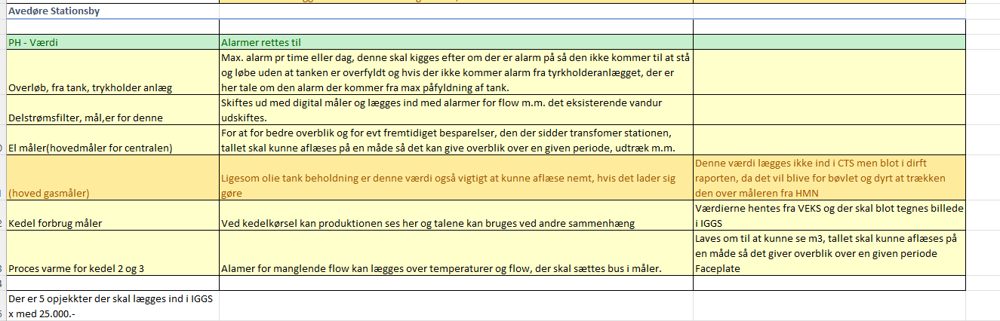 Avedøre Stationsby
PH - Værdi
Alarmer rettes til
Overløb, fra tank, trykholder anlæg
Max. alarm pr time eller dag, denne skal kigges efter om der er alarm på så den ikke kommer til at stå
og løbe uden at tanken er overfyldt og hvis der ikke kommer alarm fra tyrkholderanlægget, der er
her tale om den alarm der kommer fra max påfyldning af tank.
Delstrømsfilter, mål,er for denne
Skiftes ud med digital måler og lægges ind med alarmer for flow m.m. det eksisterende vandur
udskiftes.
El måler(hovedmåler for centralen)
For at for bedre overblik og for evt fremtidiget besparelser, den der sidder transfomer stationen,
tallet skal kunne aflæses på en måde så det kan give overblik over en given periode, udtræk m.m.
(hoved gasmåler)
Ligesom olie tank beholdning er denne værdi også vigtigt at kunne aflæse nemt, hvis det lader sig
gøre
Denne værdi lægges ikke ind i CTS men blot i dirft
raporten, da det vil blive for bøvlet og dyrt at trækken
den over måleren fra HMN
Kedel forbrug måler
Ved kedelkørsel kan produktionen ses her og talene kan bruges ved andre sammenhæng
Værdierne hentes fra VEKS og der skal blot tegnes billede
i IGGS
Proces varme for kedel 2 og 3
Alamer for manglende flow kan lægges over temperaturer og flow, der skal sættes bus i måler.
Laves om til at kunne se m3, tallet skal kunne aflæses på
en måde så det giver overblik over en given periode
Faceplate
Der er 5 opjekkter der skal lægges ind i IGGS
x med 25.000.-